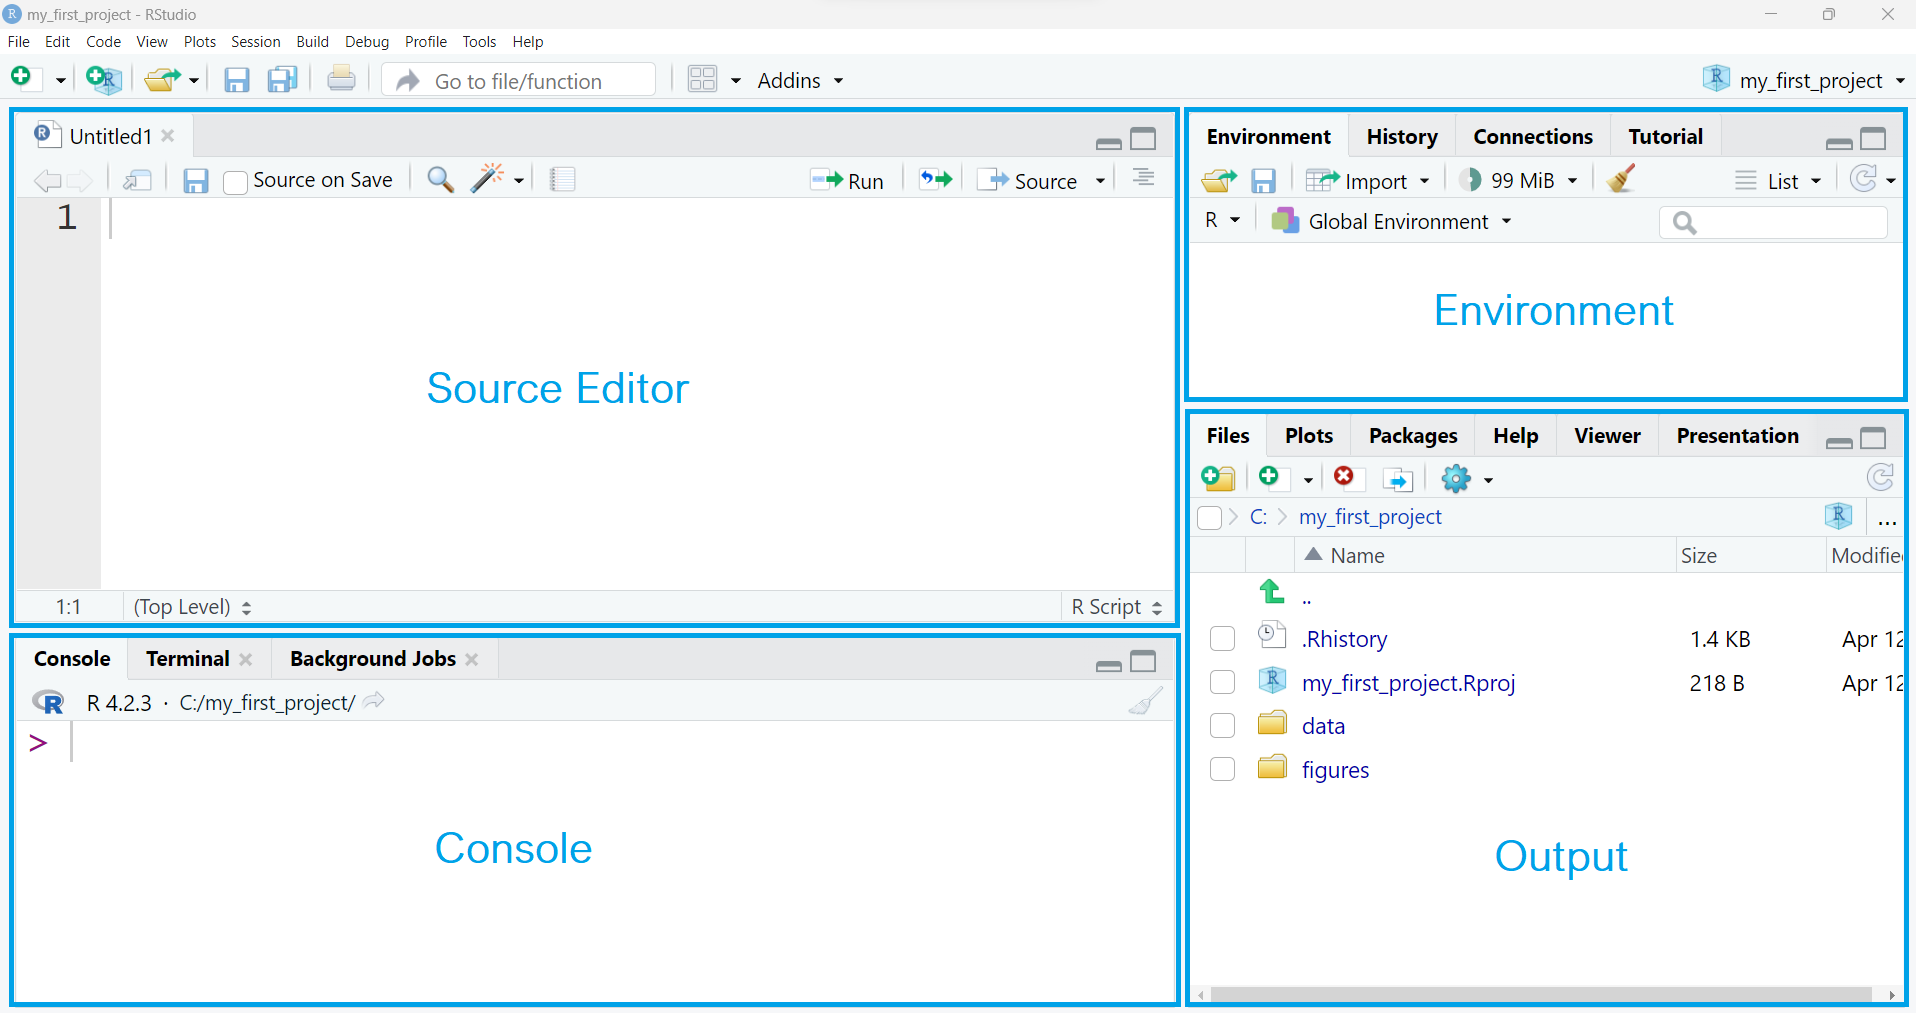 my_first_project - RStudio
File Edit Code View Plots Session Build Debug Profile Tools Help
Go to file/function Addins my_first_project
Untitled1
Source on Save Run Source
1
Source Editor
1:1 (Top Level) R Script
Console Terminal Background Jobs
R 4.2.3 · C:/my_first_project/
>
Console
Environment History Connections Tutorial
Import 99 MiB List
R Global Environment
Environment
Files Plots Packages Help Viewer Presentation
C: my_first_project R ...
Name Size Modifie
..
.Rhistory 1.4 KB Apr 12
my_first_project.Rproj 218 B Apr 12
data
figures
Output